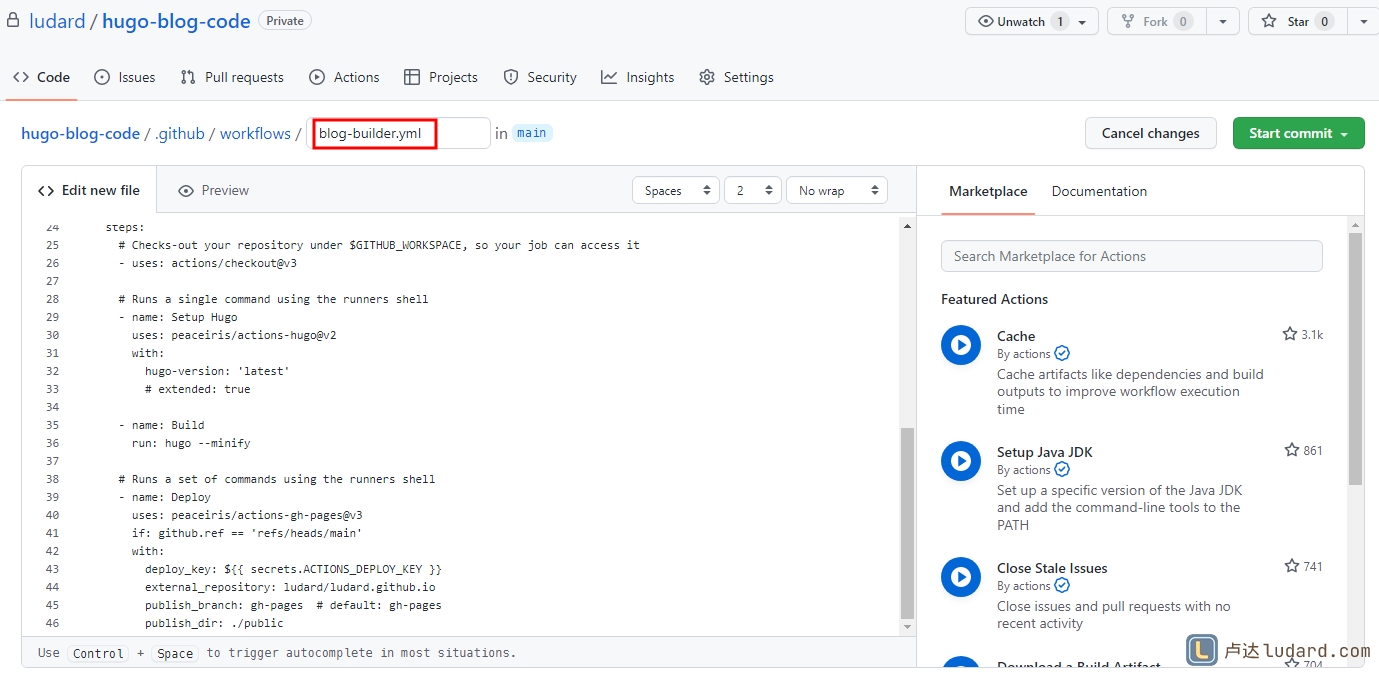 ludard / hugo-blog-code Private
Unwatch 1 Fork 0 Star 0
Code Issues Pull requests Actions Projects Security Insights Settings
hugo-blog-code / .github / workflows / blog-builder.yml in main
Cancel changes Start commit
Edit new file Preview
Spaces 2 No wrap
24 steps:
25 # Checks-out your repository under $GITHUB_WORKSPACE, so your job can access it
26 - uses: actions/checkout@v3
27
28 # Runs a single command using the runners shell
29 - name: Setup Hugo
30 uses: peaceiris/actions-hugo@v2
31 with:
32 hugo-version: 'latest'
33 # extended: true
34
35 - name: Build
36 run: hugo --minify
37
38 # Runs a set of commands using the runners shell
39 - name: Deploy
40 uses: peaceiris/actions-gh-pages@v3
41 if: github.ref == 'refs/heads/main'
42 with:
43 deploy_key: ${{ secrets.ACTIONS_DEPLOY_KEY }}
44 external_repository: ludard/ludard.github.io
45 publish_branch: gh-pages  # default: gh-pages
46 publish_dir: ./public
Use Control + Space to trigger autocomplete in most situations.
Marketplace Documentation
Search Marketplace for Actions
Featured Actions
Cache 3.1k
By actions
Cache artifacts like dependencies and build
outputs to improve workflow execution
time
Setup Java JDK 861
By actions
Set up a specific version of the Java JDK
and add the command-line tools to the
PATH
Close Stale Issues 741
By actions
Close issues and pull requests with no
recent activity
Download a Build Artifact 704
L 卢达ludard.com